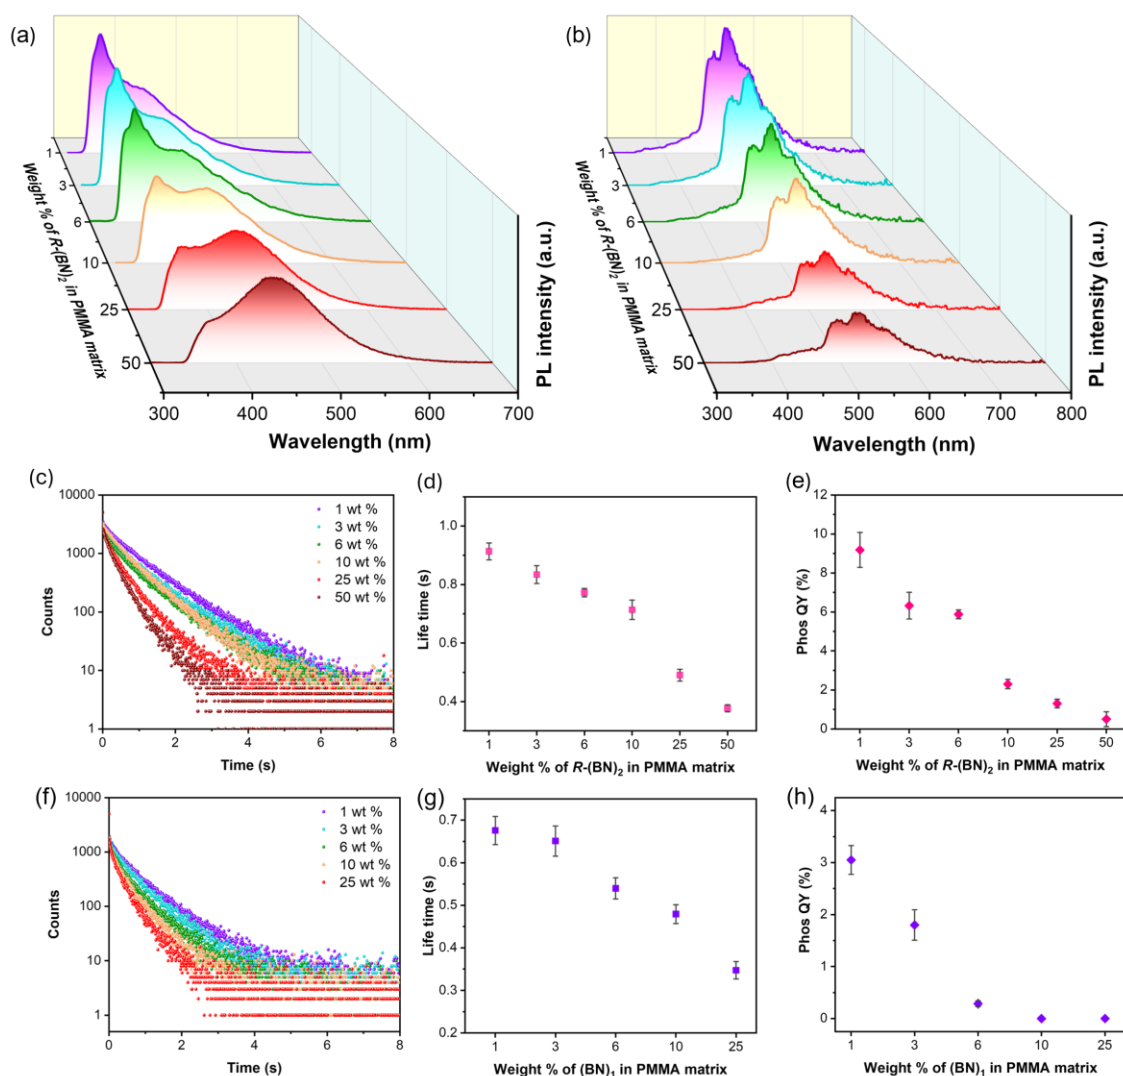 (a)
Weight % of R-(BN)2 in PMMA matrix
1
3
6
10
25
50
300
400
500
600
700
Wavelength (nm)
PL intensity (a.u.)
(b)
Weight % of R-(BN)2 in PMMA matrix
1
3
6
10
25
50
300
400
500
600
700
800
Wavelength (nm)
PL intensity (a.u.)
(c)
10000
1000
100
10
1
Counts
1 wt %
3 wt %
6 wt %
10 wt %
25 wt %
50 wt %
0
2
4
6
8
Time (s)
(d)
1.0
0.8
0.6
0.4
Life time (s)
1
3
6
10
25
50
Weight % of R-(BN)2 in PMMA matrix
(e)
12
10
8
6
4
2
0
Phos QY (%)
1
3
6
10
25
50
Weight % of R-(BN)2 in PMMA matrix
(f)
10000
1000
100
10
1
Counts
1 wt %
3 wt %
6 wt %
10 wt %
25 wt %
0
2
4
6
8
Time (s)
(g)
0.7
0.6
0.5
0.4
0.3
0.2
Life time (s)
1
3
6
10
25
Weight % of (BN)1 in PMMA matrix
(h)
4
3
2
1
0
Phos QY (%)
1
3
6
10
25
Weight % of (BN)1 in PMMA matrix